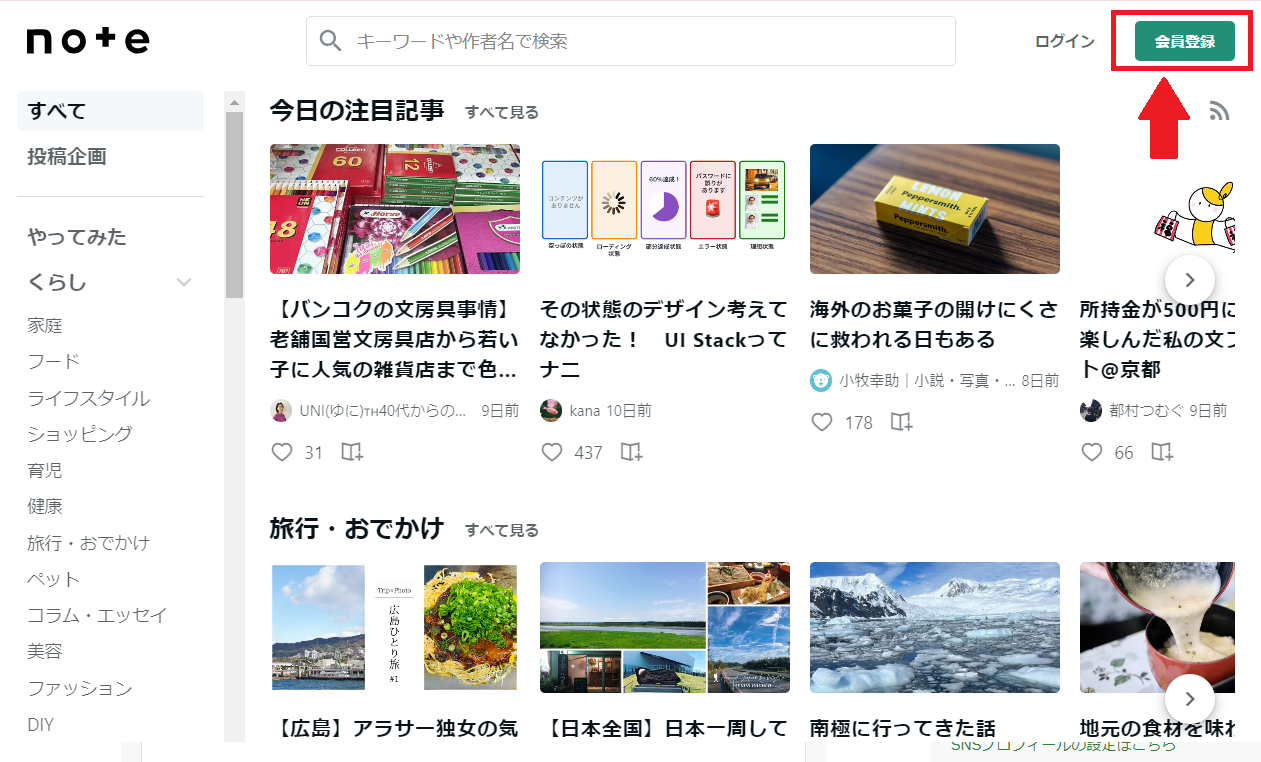 note
キーワードや作者名で検索
ログイン
会員登録
すべて
投稿企画
やってみた
くらし
家庭
フード
ライフスタイル
ショッピング
育児
健康
旅行・おでかけ
ペット
コラム・エッセイ
美容
ファッション
DIY
今日の注目記事 すべて見る
COLLEEN
60
12
48
Horse
コンテンツが
ありません
60%達成！
パスワードに
誤りが
あります
空っぽの状態
ローディング
状態
部分達成状態
エラー状態
理想状態
LEMON
MINTS
Peppersmith.
Peppersmith.
【バンコクの文房具事情】
老舗国営文房具店から若い
子に人気の雑貨店まで色…
UNI(ゆに)TH40代からの… 9日前
31
その状態のデザイン考えて
なかった！　UI Stackって
ナニ
kana 10日前
437
海外のお菓子の開けにくさ
に救われる日もある
小牧幸助｜小説・写真・… 8日前
178
所持金が500円に
楽しんだ私の文フ
ト@京都
都村つむぐ 9日前
66
旅行・おでかけ すべて見る
Trip×Photo
広島ひとり旅
#1
【広島】アラサー独女の気
【日本全国】日本一周して
南極に行ってきた話
地元の食材を味わ
SNSプロフィールの設定はこちら